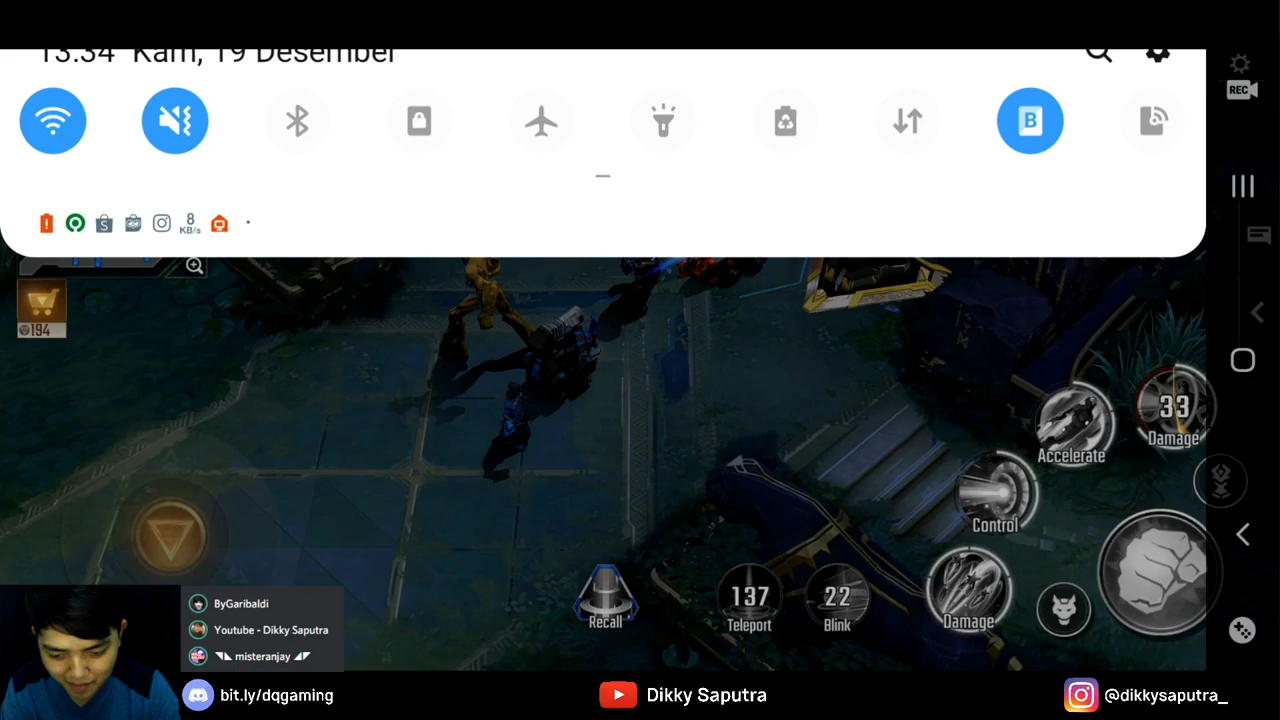 13.34 Kam, 19 Desember
REC
B
S
8
KB/s
194
33
Damage
Accelerate
Control
137
Teleport
22
Blink
Damage
Recall
ByGaribaldi
Youtube - Dikky Saputra
◥◣ misteranjay ◢◤
bit.ly/dqgaming
Dikky Saputra
@dikkysaputra_